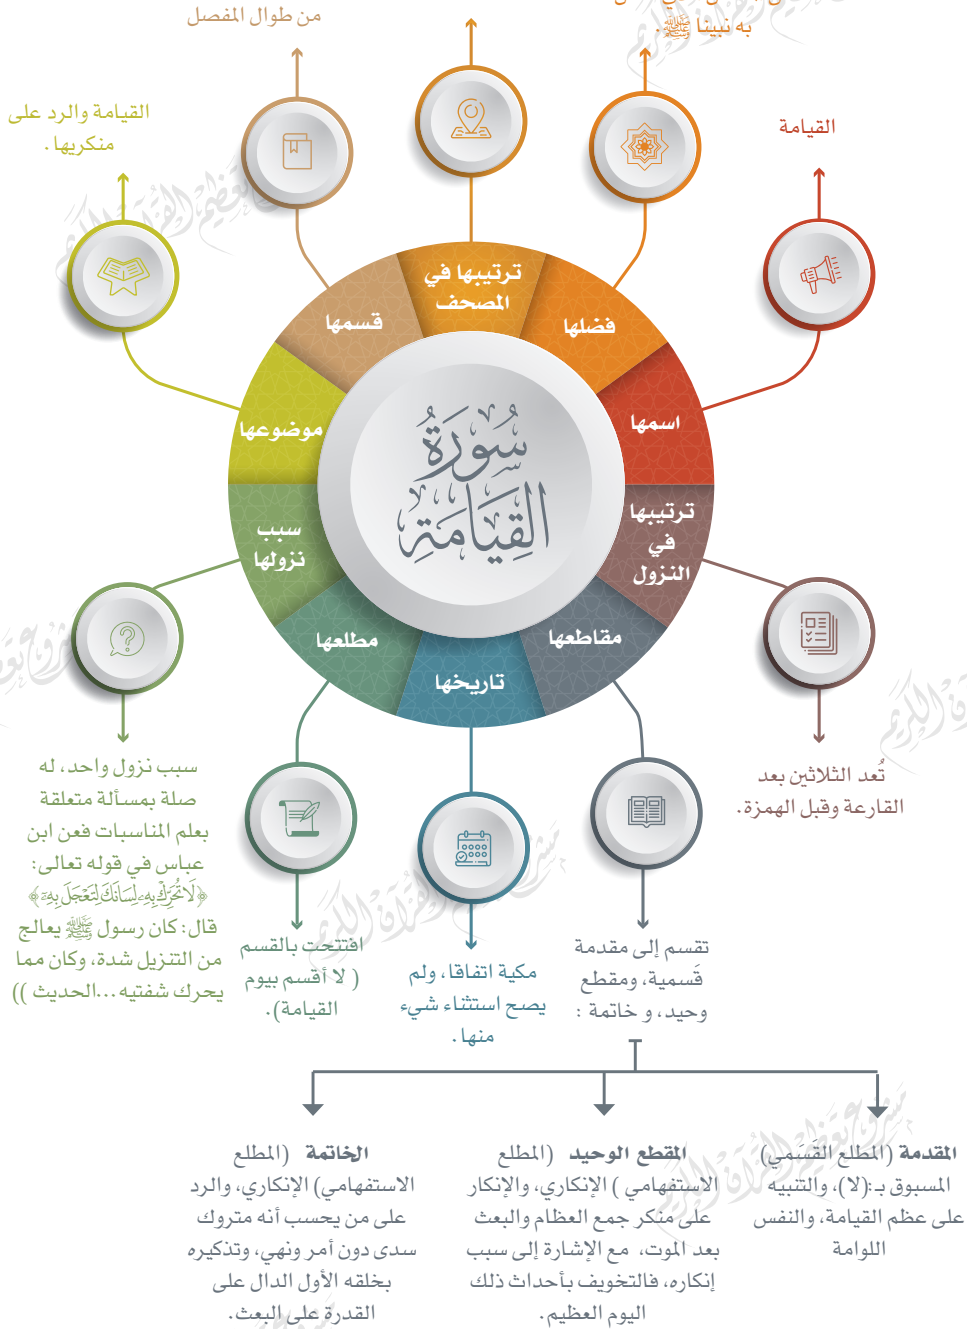 من طوال المفصل
به نبينا ﷺ.
القيامة والرد على
منكريها.
القيامة
ترتيبها في
المصحف
قسمها
فضلها
موضوعها
اسمها
سُورَةُ
القِيَامَةِ
سبب
نزولها
ترتيبها
في
النزول
مطلعها
تاريخها
مقاطعها
تُعد الثلاثين بعد
القارعة وقبل الهمزة.
سبب نزول واحد، له
صلة بمسألة متعلقة
بعلم المناسبات فعن ابن
عباس في قوله تعالى:
﴿لَا تُحَرِّكْ بِهِۦ لِسَانَكَ لِتَعْجَلَ بِهِۦٓ﴾
قال: كان رسول ﷺ يعالج
من التنزيل شدة، وكان مما
يحرك شفتيه...الحديث ))
افتتحت بالقسم
( لا أقسم بيوم
القيامة).
مكية اتفاقا، ولم
يصح استثناء شيء
منها.
تقسم إلى مقدمة
قَسمية، ومقطع
وحيد، و خاتمة :
المقدمة (المطلع القَسَمي)
المسبوق بـ:(لا)، والتنبيه
على عظم القيامة، والنفس
اللوامة
المقطع الوحيد (المطلع
الاستفهامي ) الإنكاري، والإنكار
على منكر جمع العظام والبعث
بعد الموت، مع الإشارة إلى سبب
إنكاره، فالتخويف بأحداث ذلك
اليوم العظيم.
الخاتمة (المطلع
الاستفهامي) الإنكاري، والرد
على من يحسب أنه متروك
سدى دون أمر ونهي، وتذكيره
بخلقه الأول الدال على
القدرة على البعث.